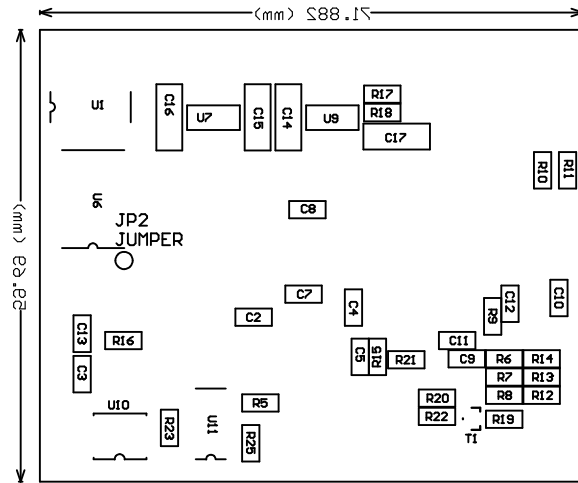 71.882 (mm)
R17
U1
C16
U7
C15
C14
U9
R18
C17
R10
R11
U6
C8
JP2
JUMPER
(mm) 69.65
C7
C4
C12
C10
R9
C2
C13
R16
C11
C5
R15
R21
C9
R6
R14
C3
R7
R13
R8
R12
R20
R5
U10
R22
R19
R23
U11
R25
T1